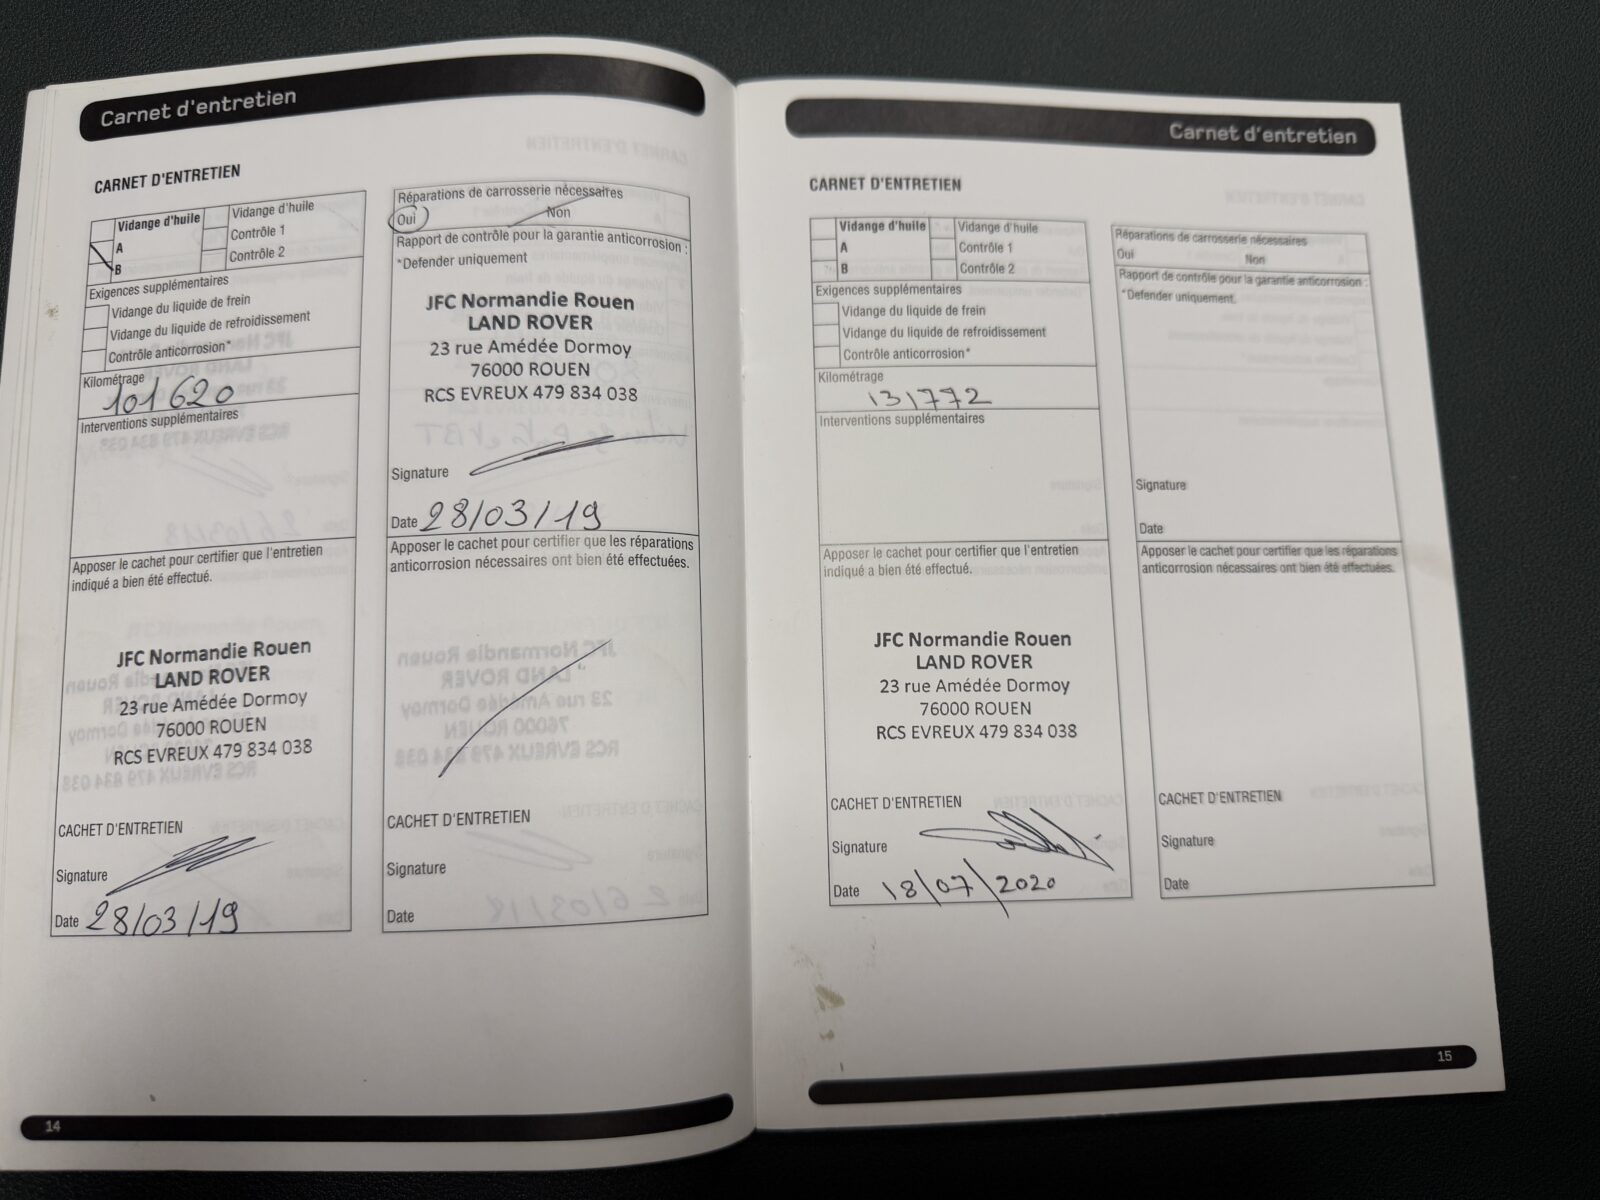 Carnet d'entretien
CARNET D'ENTRETIEN
Vidange d'huile
A
B
Vidange d'huile
Contrôle 1
Contrôle 2
Exigences supplémentaires
Vidange du liquide de frein
Vidange du liquide de refroidissement
Contrôle anticorrosion*
Kilométrage
101620
Interventions supplémentaires
Apposer le cachet pour certifier que l'entretien
indiqué a bien été effectué.
JFC Normandie Rouen
LAND ROVER
23 rue Amédée Dormoy
76000 ROUEN
RCS EVREUX 479 834 038
CACHET D'ENTRETIEN
Signature
Date 28/03/19
Réparations de carrosserie nécessaires
Oui Non
Rapport de contrôle pour la garantie anticorrosion :
*Defender uniquement
JFC Normandie Rouen
LAND ROVER
23 rue Amédée Dormoy
76000 ROUEN
RCS EVREUX 479 834 038
Signature
Date 28/03/19
Apposer le cachet pour certifier que les réparations
anticorrosion nécessaires ont bien été effectuées.
CACHET D'ENTRETIEN
Signature
Date
14
Carnet d'entretien
CARNET D'ENTRETIEN
Vidange d'huile
A
B
Vidange d'huile
Contrôle 1
Contrôle 2
Exigences supplémentaires
Vidange du liquide de frein
Vidange du liquide de refroidissement
Contrôle anticorrosion*
Kilométrage
131772
Interventions supplémentaires
Apposer le cachet pour certifier que l'entretien
indiqué a bien été effectué.
JFC Normandie Rouen
LAND ROVER
23 rue Amédée Dormoy
76000 ROUEN
RCS EVREUX 479 834 038
CACHET D'ENTRETIEN
Signature
Date 18/07/2020
Réparations de carrosserie nécessaires
Oui Non
Rapport de contrôle pour la garantie anticorrosion :
*Defender uniquement
Signature
Date
Apposer le cachet pour certifier que les réparations
anticorrosion nécessaires ont bien été effectuées.
CACHET D'ENTRETIEN
Signature
Date
15